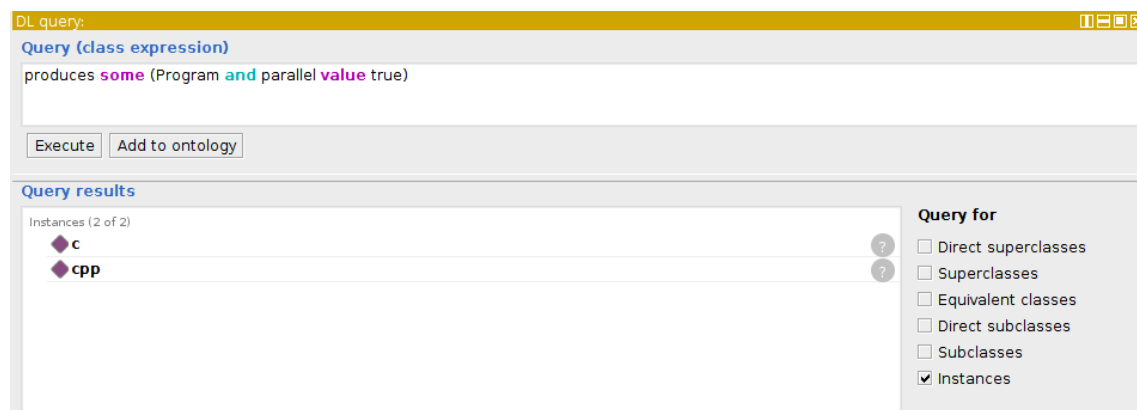 DL query:
Query (class expression)
produces some (Program and parallel value true)
Execute Add to ontology
Query results
Instances (2 of 2)
c ?
cpp ?
Query for
Direct superclasses
Superclasses
Equivalent classes
Direct subclasses
Subclasses
Instances